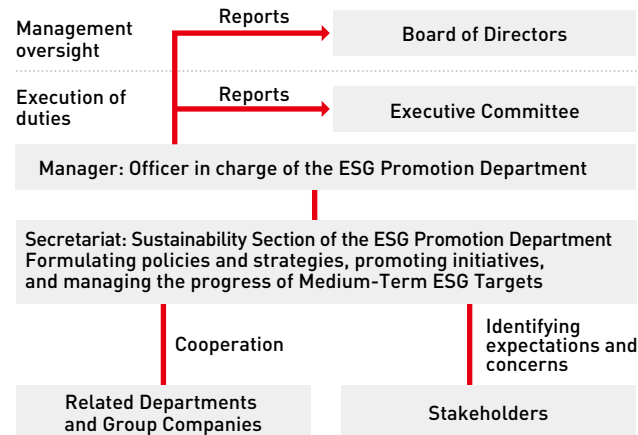 Management
oversight
Reports
Board of Directors
Execution of
duties
Reports
Executive Committee
Manager: Officer in charge of the ESG Promotion Department
Secretariat: Sustainability Section of the ESG Promotion Department
Formulating policies and strategies, promoting initiatives,
and managing the progress of Medium-Term ESG Targets
Cooperation
Identifying
expectations and
concerns
Related Departments
and Group Companies
Stakeholders